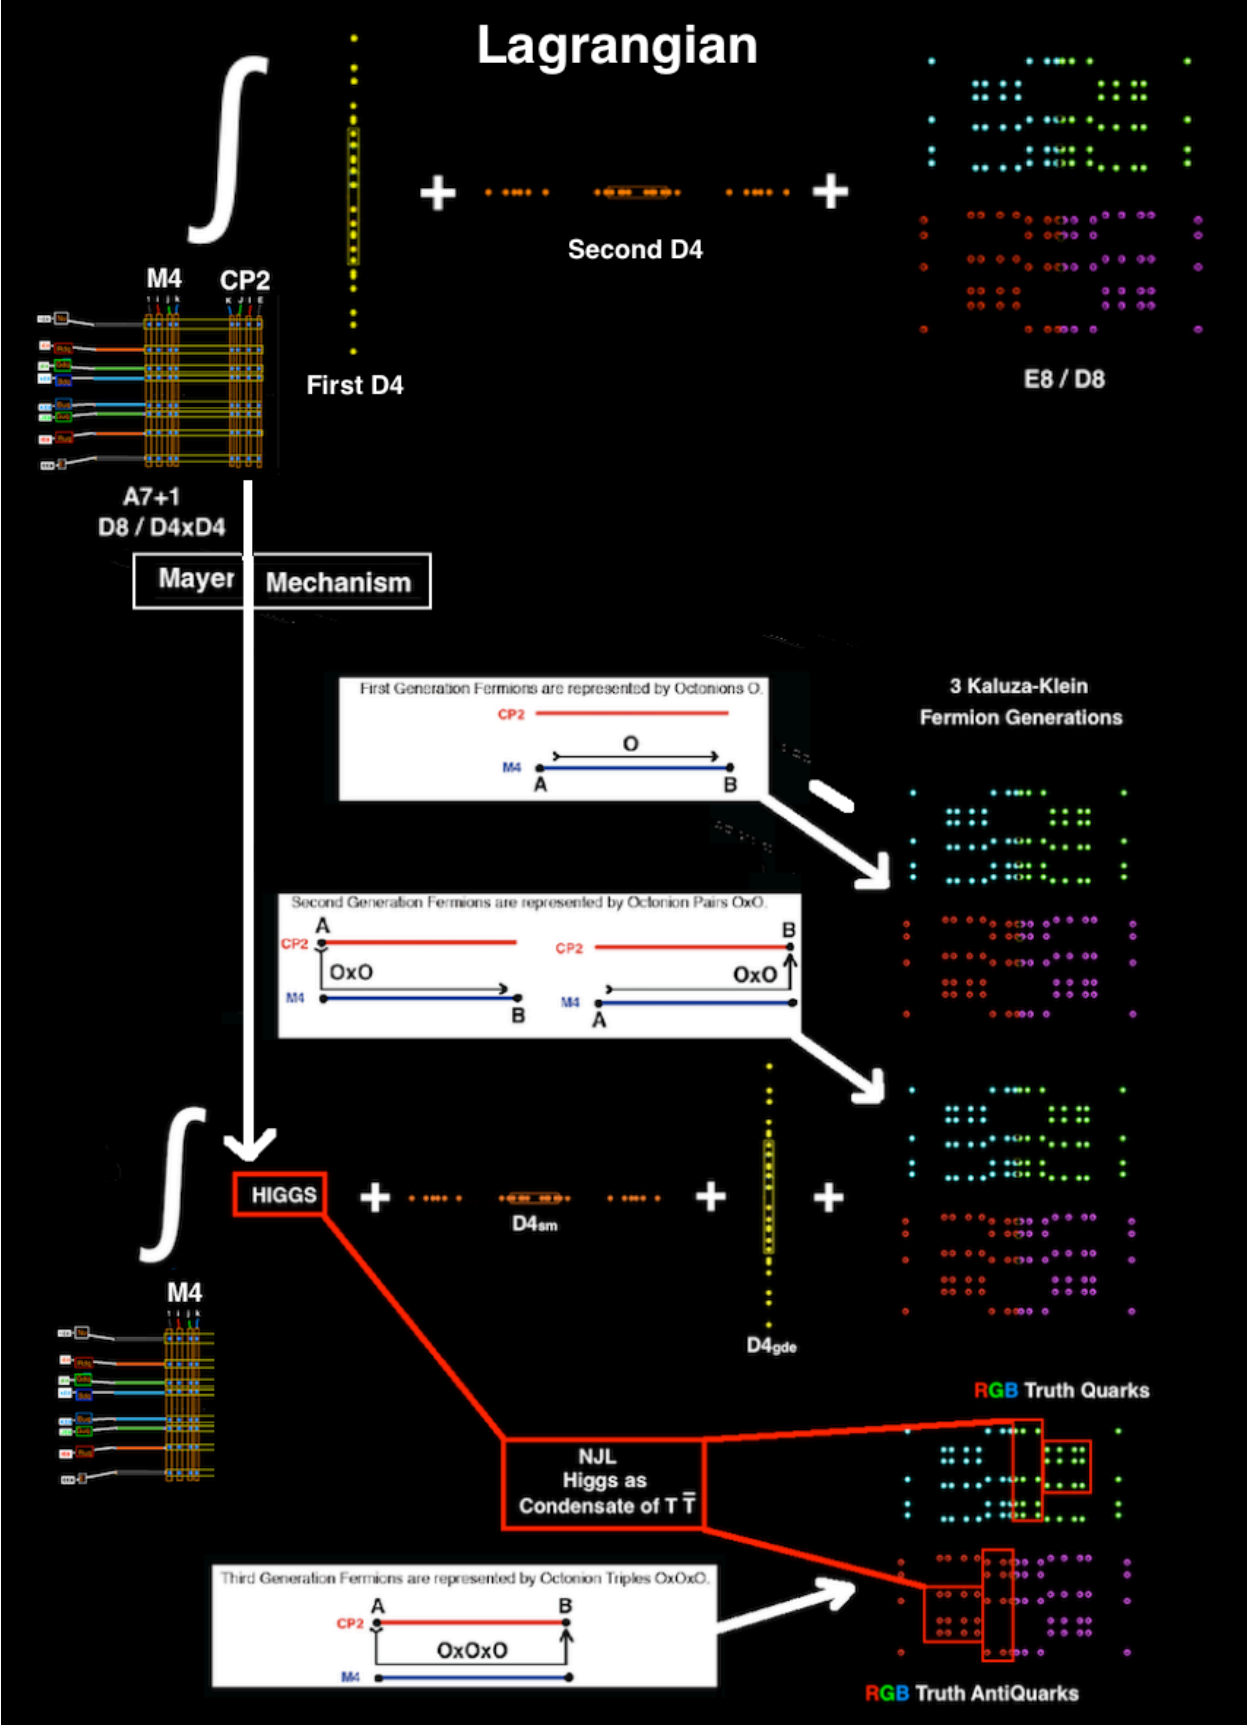 Lagrangian
∫
+
+
Second D4
M4 CP2
1 i j k K J I E
First D4
E8 / D8
A7+1
D8 / D4xD4
Mayer Mechanism
First Generation Fermions are represented by Octonions O.
CP2
O
M4
A B
3 Kaluza-Klein
Fermion Generations
Second Generation Fermions are represented by Octonion Pairs OxO.
A
CP2
OxO
M4
B
B
CP2
OxO
M4
A
∫
HIGGS
+
+
+
D4sm
M4
D4gde
RGB Truth Quarks
NJL
Higgs as
Condensate of T T̅
Third Generation Fermions are represented by Octonion Triples OxOxO.
A B
CP2
OxOxO
M4
RGB Truth AntiQuarks